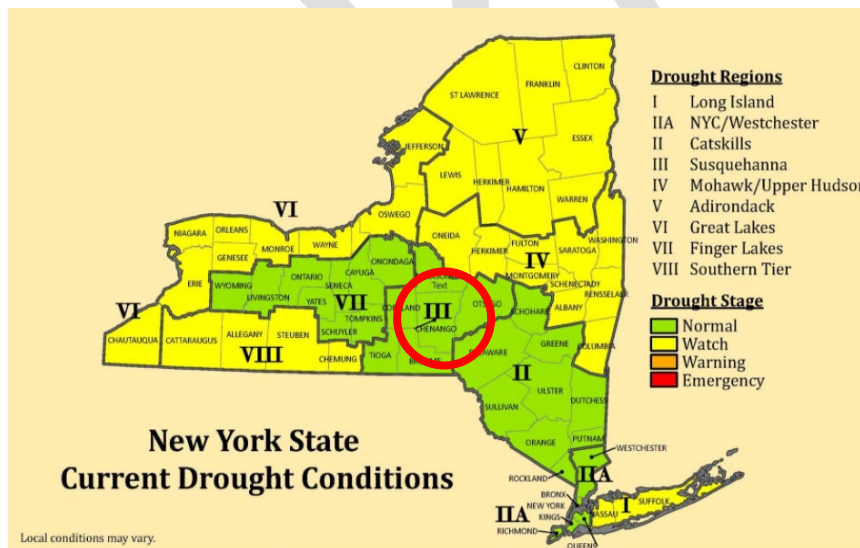 CLINTON
FRANKLIN
ST LAWRENCE
ESSEX
V
JEFFERSON
LEWIS
HERKIMER
HAMILTON
WARREN
VI
OSWEGO
ONEIDA
WASHINGTON
NIAGARA
ORLEANS
MONROE
WAYNE
GENESEE
HERKIMER
FULTON
SARATOGA
IV
MONTGOMERY
SCHENECTADY
RENSSELAER
ALBANY
ERIE
WYOMING
ONTARIO
LIVINGSTON
YATES
SENECA
CAYUGA
ONONDAGA
VII
TOMPKINS
SCHUYLER
Text
III
CHENANGO
SCHOHARIE
VI
CHAUTAUQUA
CATTARAUGUS
ALLEGANY
STEUBEN
VIII
CHEMUNG
TIOGA
GREENE
COLUMBIA
II
ULSTER
SULLIVAN
DUTCHESS
ORANGE
PUTNAM
WESTCHESTER
ROCKLAND
IIA
BRONX
NEW YORK
IIA
KINGS
RICHMOND
QUEENS
NASSAU
SUFFOLK
I
Drought Regions
I Long Island
IIA NYC/Westchester
II Catskills
III Susquehanna
IV Mohawk/Upper Hudson
V Adirondack
VI Great Lakes
VII Finger Lakes
VIII Southern Tier
Drought Stage
Normal
Watch
Warning
Emergency
New York State
Current Drought Conditions
Local conditions may vary.